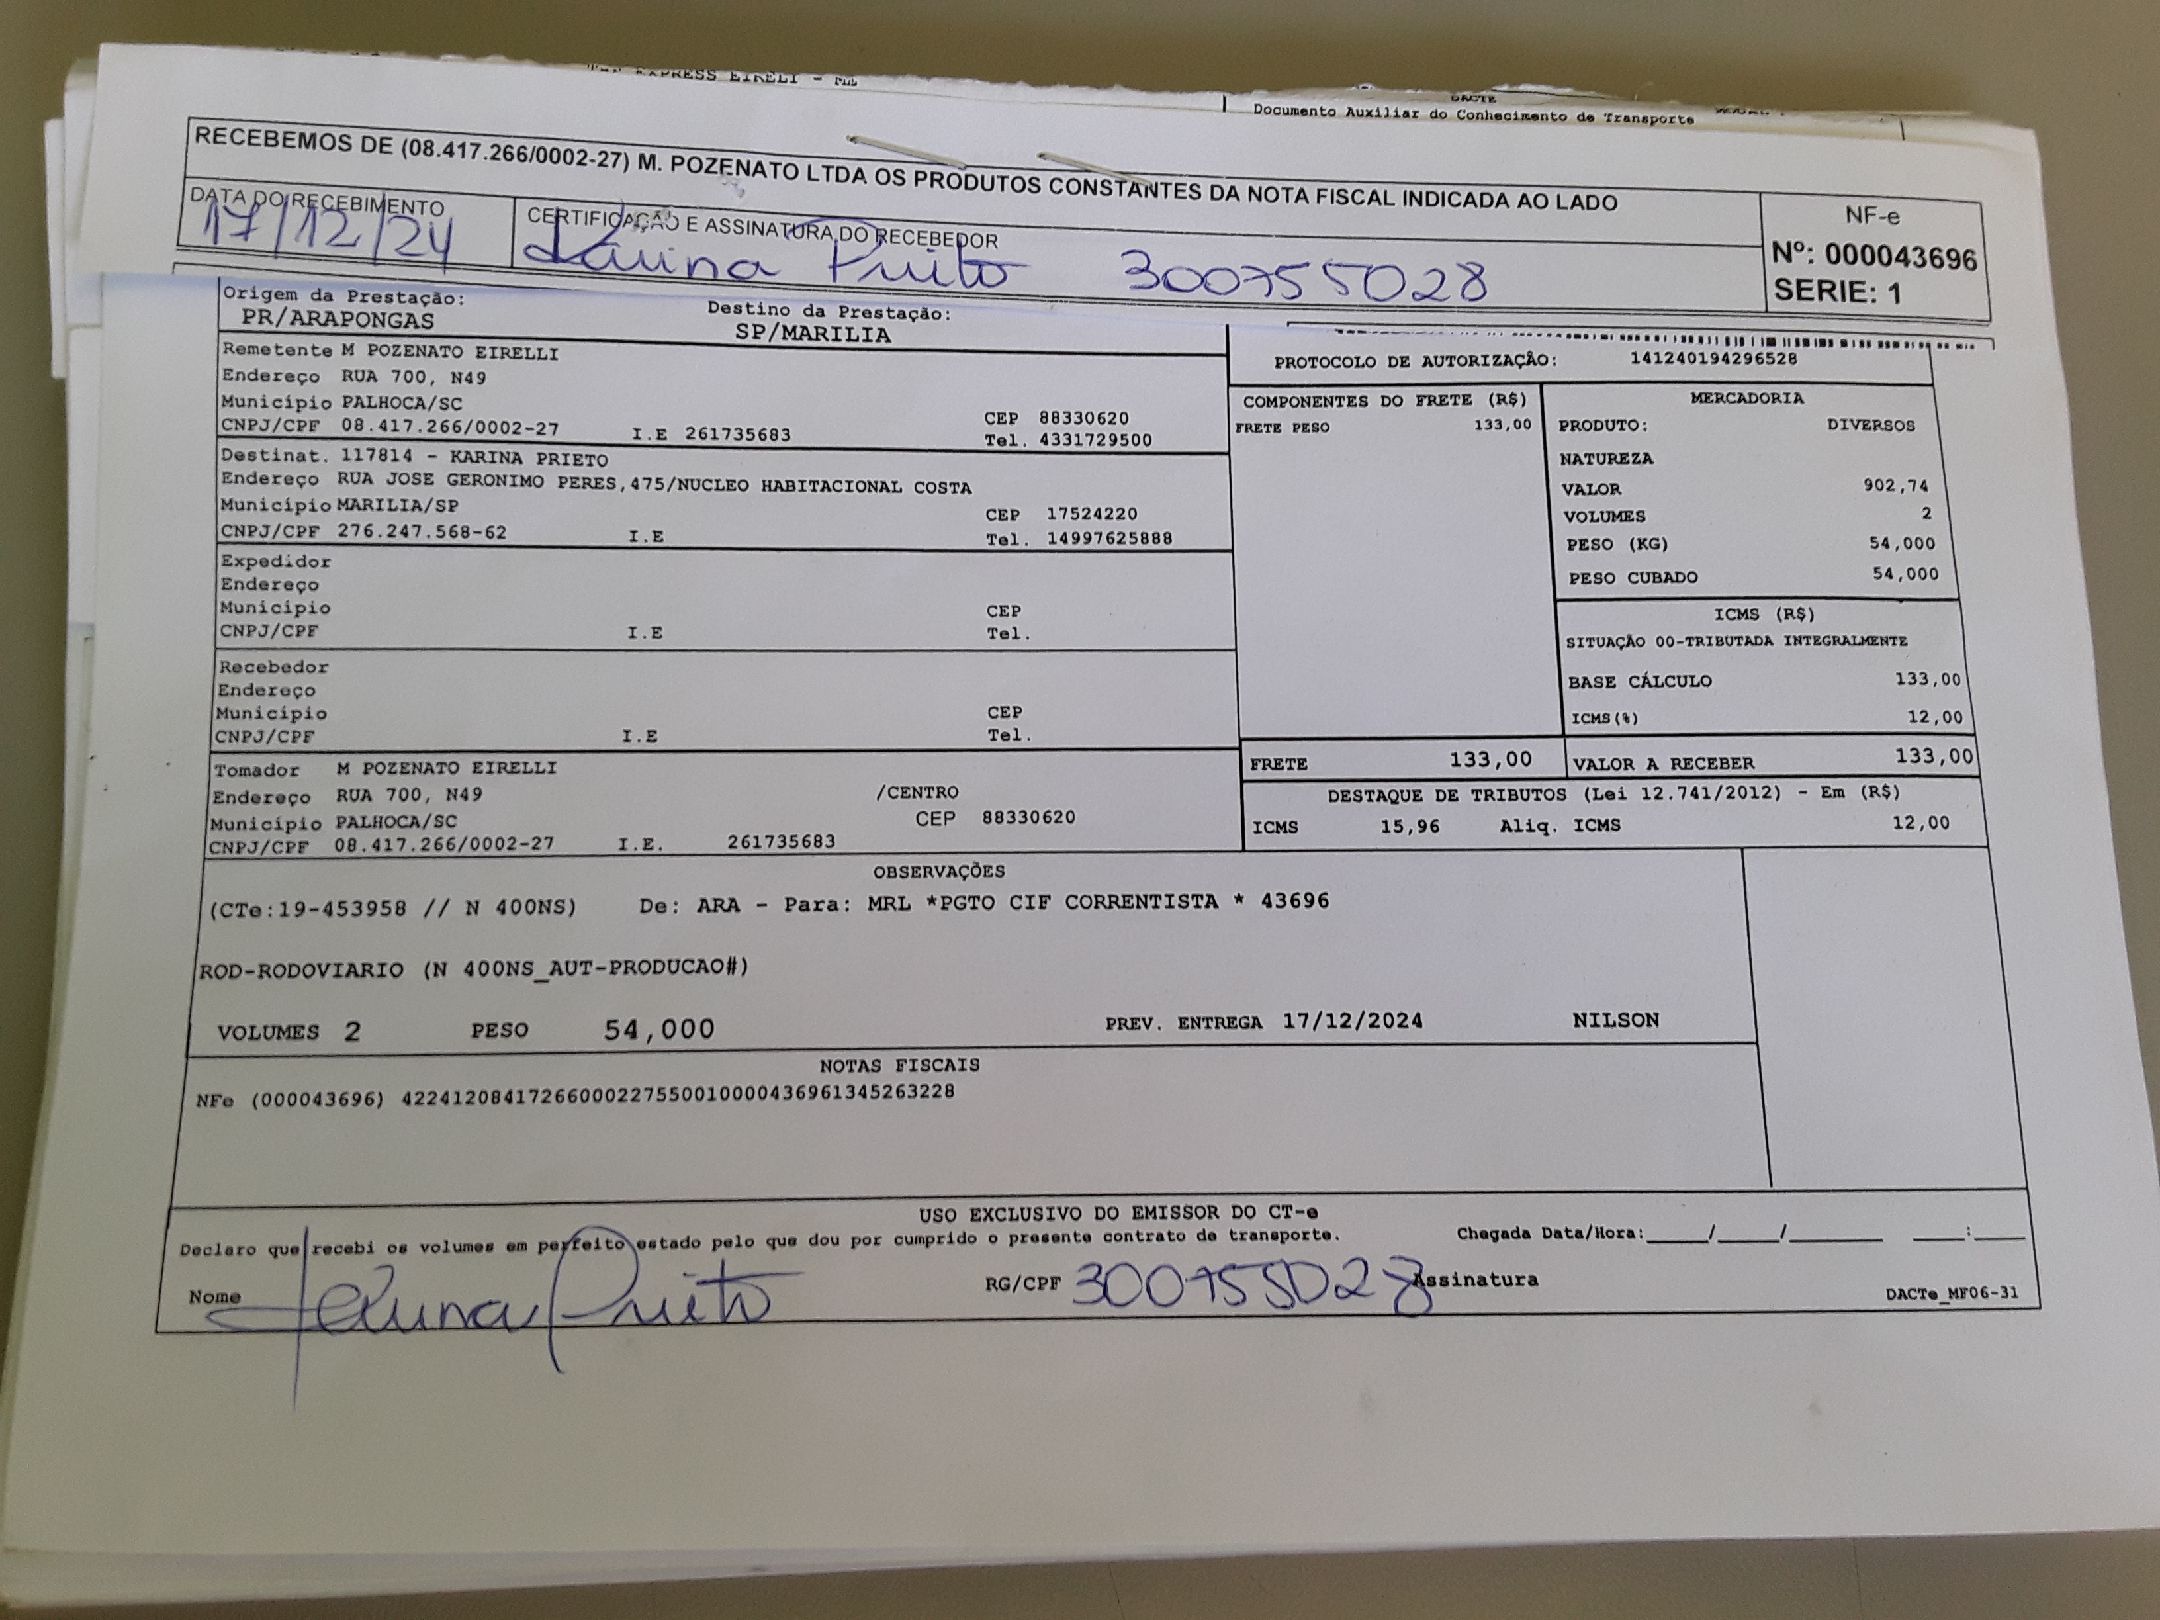 EXPRESS EIRELI -
DACTE
Documento Auxiliar do Conhecimento de Transporte
RECEBEMOS DE (08.417.266/0002-27) M. POZENATO LTDA OS PRODUTOS CONSTANTES DA NOTA FISCAL INDICADA AO LADO
DATA DO RECEBIMENTO
17/12/24
CERTIFICAÇÃO E ASSINATURA DO RECEBEDOR
Karina Prieto 300755028
NF-e
Nº: 000043696
SERIE: 1
Origem da Prestação:
PR/ARAPONGAS
Destino da Prestação:
SP/MARILIA
Remetente M POZENATO EIRELLI
Endereço RUA 700, N49
Município PALHOCA/SC
CEP 88330620
CNPJ/CPF 08.417.266/0002-27 I.E 261735683 Tel. 4331729500
Destinat. 117814 - KARINA PRIETO
Endereço RUA JOSE GERONIMO PERES,475/NUCLEO HABITACIONAL COSTA
Município MARILIA/SP CEP 17524220
CNPJ/CPF 276.247.568-62 I.E Tel. 14997625888
Expedidor
Endereço
Município CEP
CNPJ/CPF I.E Tel.
Recebedor
Endereço
Município CEP
CNPJ/CPF I.E Tel.
Tomador M POZENATO EIRELLI
Endereço RUA 700, N49 /CENTRO
Município PALHOCA/SC CEP 88330620
CNPJ/CPF 08.417.266/0002-27 I.E. 261735683
PROTOCOLO DE AUTORIZAÇÃO: 141240194296528
COMPONENTES DO FRETE (R$)
FRETE PESO 133,00
MERCADORIA
PRODUTO: DIVERSOS
NATUREZA
VALOR 902,74
VOLUMES 2
PESO (KG) 54,000
PESO CUBADO 54,000
ICMS (R$)
SITUAÇÃO 00-TRIBUTADA INTEGRALMENTE
BASE CÁLCULO 133,00
ICMS(%) 12,00
FRETE 133,00 VALOR A RECEBER 133,00
DESTAQUE DE TRIBUTOS (Lei 12.741/2012) - Em (R$)
ICMS 15,96 Aliq. ICMS 12,00
OBSERVAÇÕES
(CTe:19-453958 // N 400NS) De: ARA - Para: MRL *PGTO CIF CORRENTISTA * 43696
ROD-RODOVIARIO (N 400NS_AUT-PRODUCAO#)
VOLUMES 2 PESO 54,000 PREV. ENTREGA 17/12/2024 NILSON
NOTAS FISCAIS
NFe (000043696) 42241208417266000227550010000436961345263228
USO EXCLUSIVO DO EMISSOR DO CT-e
Declaro que recebi os volumes em perfeito estado pelo que dou por cumprido o presente contrato de transporte. Chegada Data/Hora:_____/_____/________ ____:____
Nome Karina Prieto RG/CPF 300755028 Assinatura
DACTe_MF06-31